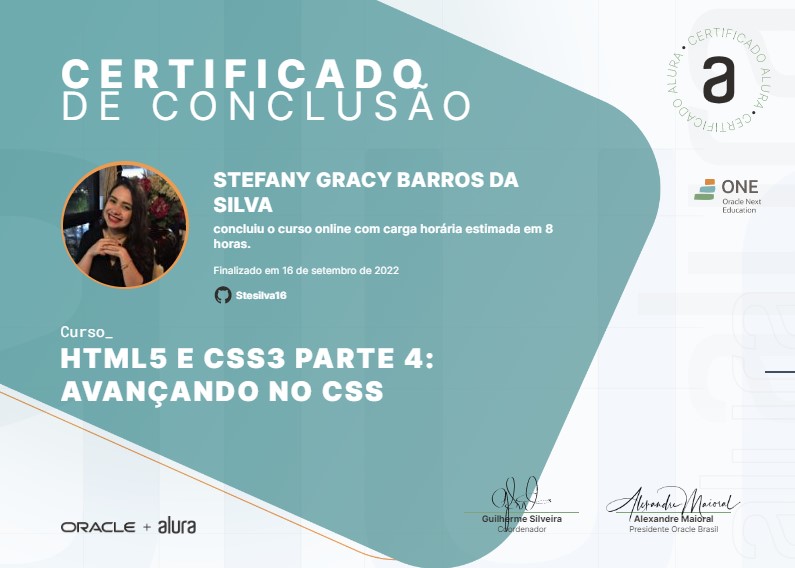 CERTIFICADO
DE CONCLUSÃO
CERTIFICADO ALURA • CERTIFICADO ALURA •
a
ONE
Oracle Next
Education
STEFANY GRACY BARROS DA
SILVA
concluiu o curso online com carga horária estimada em 8
horas.
Finalizado em 16 de setembro de 2022
Stesilva16
Curso_
HTML5 E CSS3 PARTE 4:
AVANÇANDO NO CSS
ORACLE + alura
Guilherme Silveira
Coordenador
Alexandre Maioral
Alexandre Maioral
Presidente Oracle Brasil